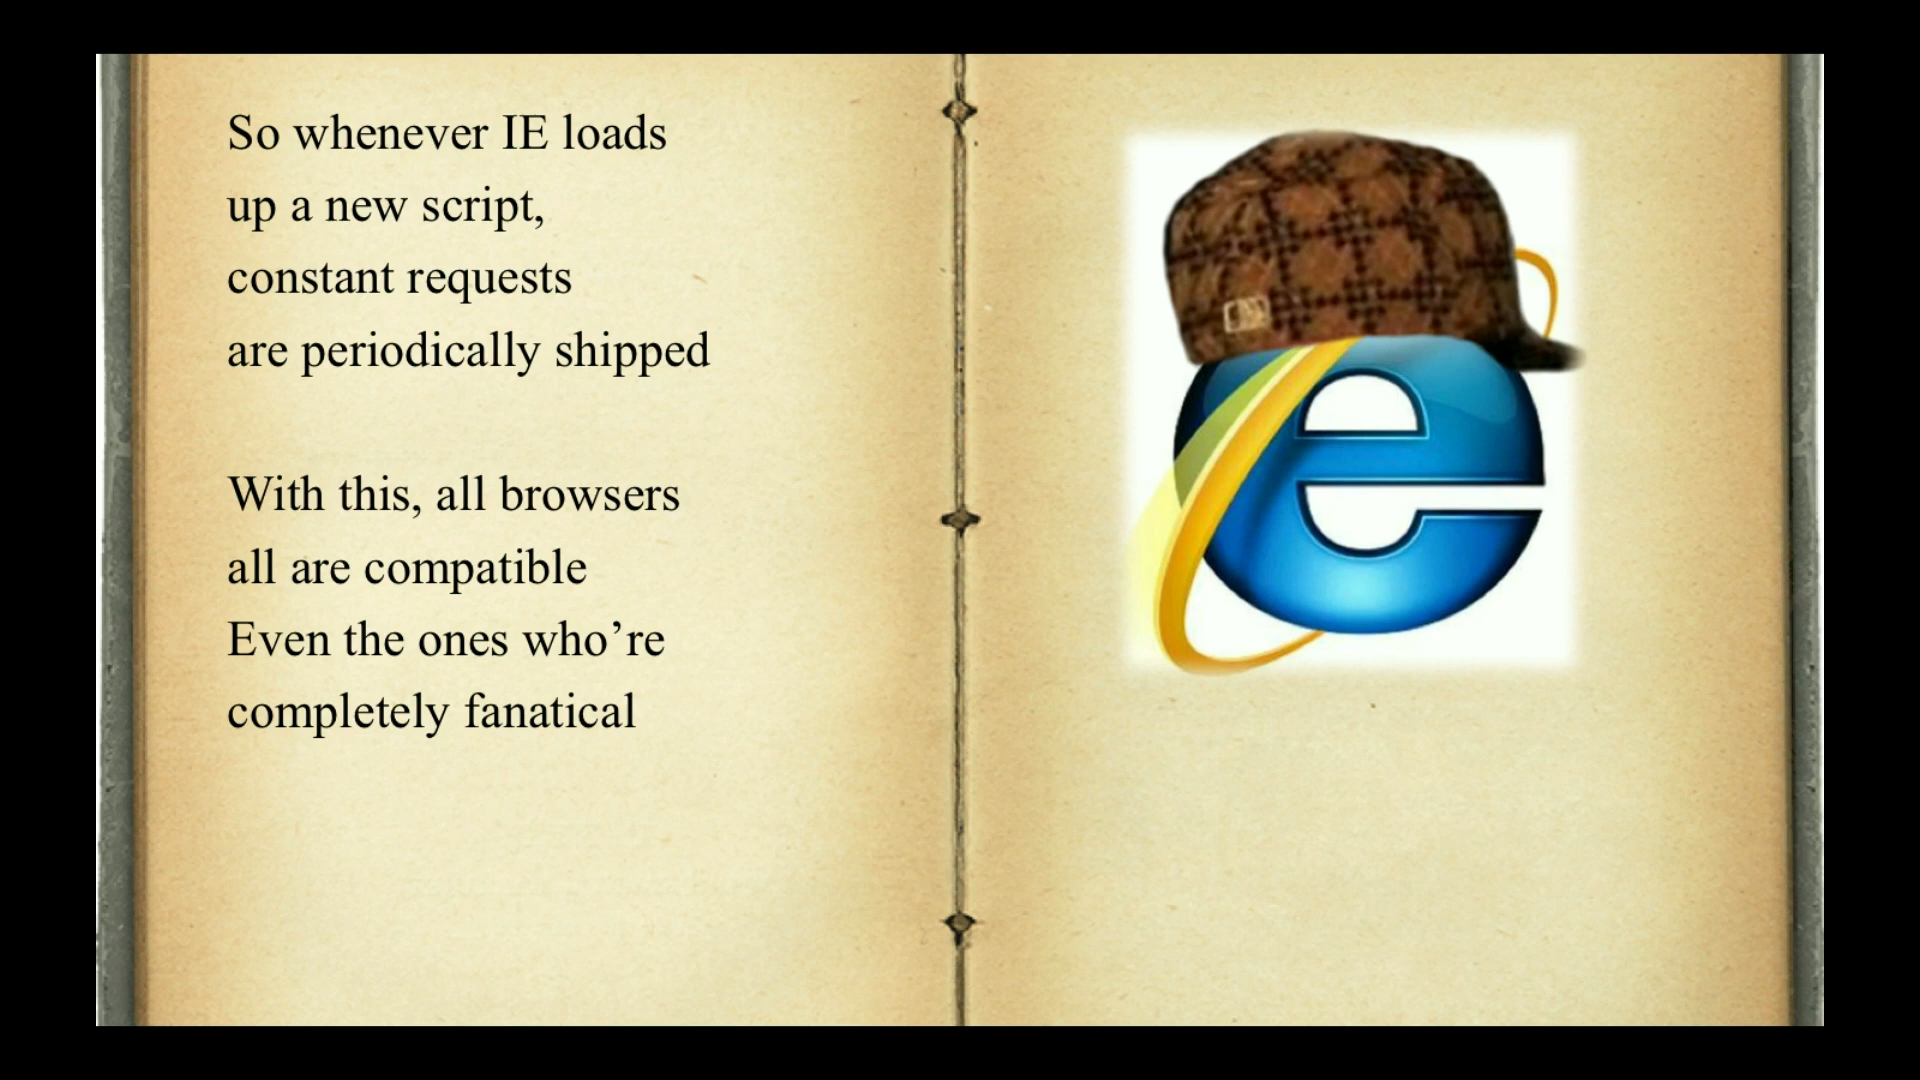 So whenever IE loads
up a new script,
constant requests
are periodically shipped
With this, all browsers
all are compatible
Even the ones who’re
completely fanatical